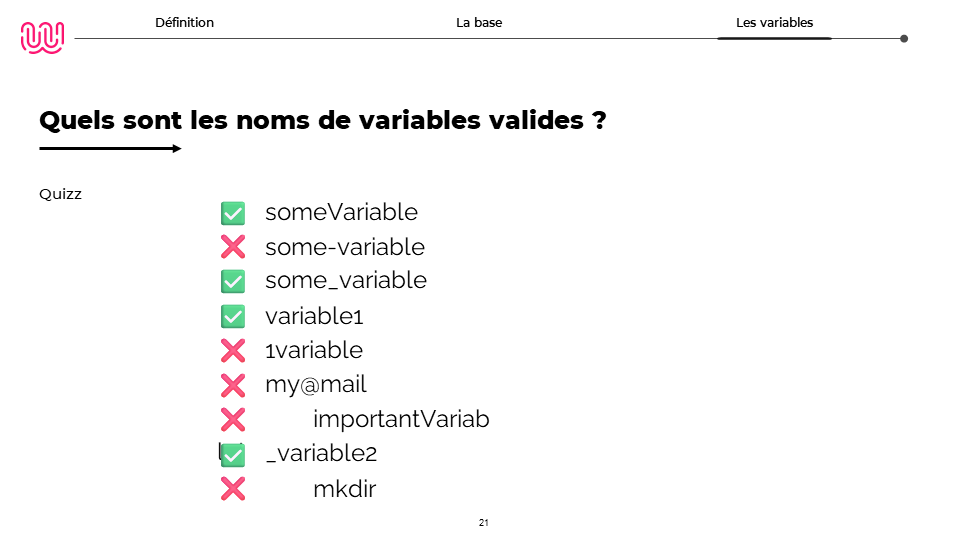 Définition
La base
Les variables
Quels sont les noms de variables valides ?
Quizz
✅ someVariable
❌ some-variable
✅ some_variable
✅ variable1
❌ 1variable
❌ my@mail
❌ importantVariab
✅ _variable2
❌ mkdir
21